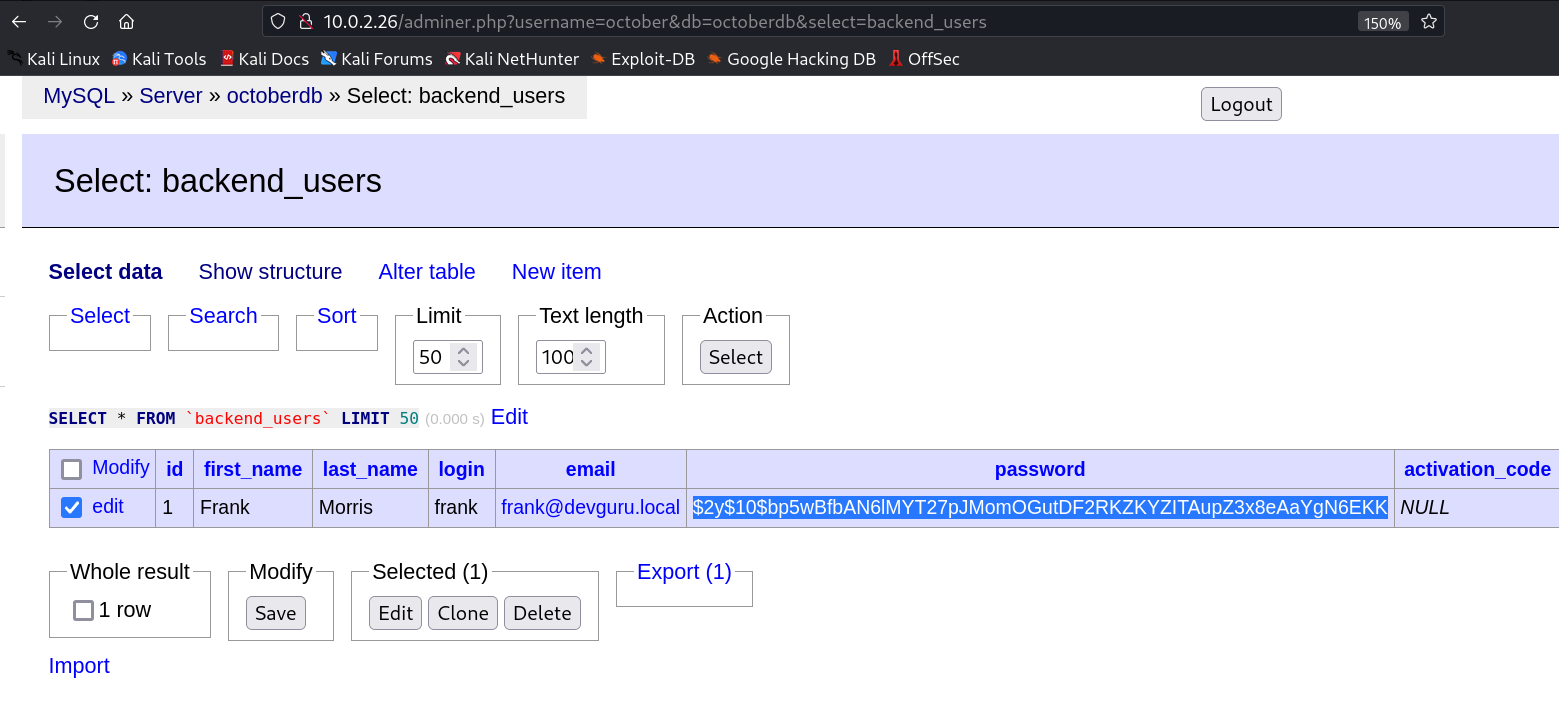 10.0.2.26/adminer.php?username=october&db=octoberdb&select=backend_users 150%
Kali Linux Kali Tools Kali Docs Kali Forums Kali NetHunter Exploit-DB Google Hacking DB OffSec
MySQL » Server » octoberdb » Select: backend_users Logout
Select: backend_users
Select data Show structure Alter table New item
Select Search Sort Limit Text length Action
50 100 Select
SELECT * FROM `backend_users` LIMIT 50 (0.000 s) Edit
Modify id first_name last_name login email password activation_code
edit 1 Frank Morris frank frank@devguru.local $2y$10$bp5wBfbAN6lMYT27pJMomOGutDF2RKZKYZITAupZ3x8eAaYgN6EKK NULL
Whole result Modify Selected (1) Export (1)
1 row Save Edit Clone Delete
Import